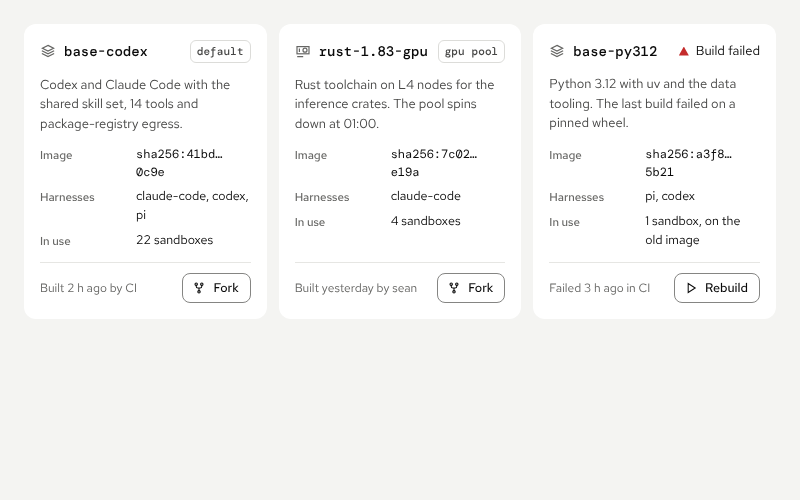 base-codex default
Codex and Claude Code with the
shared skill set, 14 tools and
package-registry egress.
Image sha256:41bd…
0c9e
Harnesses claude-code, codex,
pi
In use 22 sandboxes
Built 2 h ago by CI Fork
rust-1.83-gpu gpu pool
Rust toolchain on L4 nodes for the
inference crates. The pool spins
down at 01:00.
Image sha256:7c02…
e19a
Harnesses claude-code
In use 4 sandboxes
Built yesterday by sean Fork
base-py312 Build failed
Python 3.12 with uv and the data
tooling. The last build failed on a
pinned wheel.
Image sha256:a3f8…
5b21
Harnesses pi, codex
In use 1 sandbox, on the
old image
Failed 3 h ago in CI Rebuild